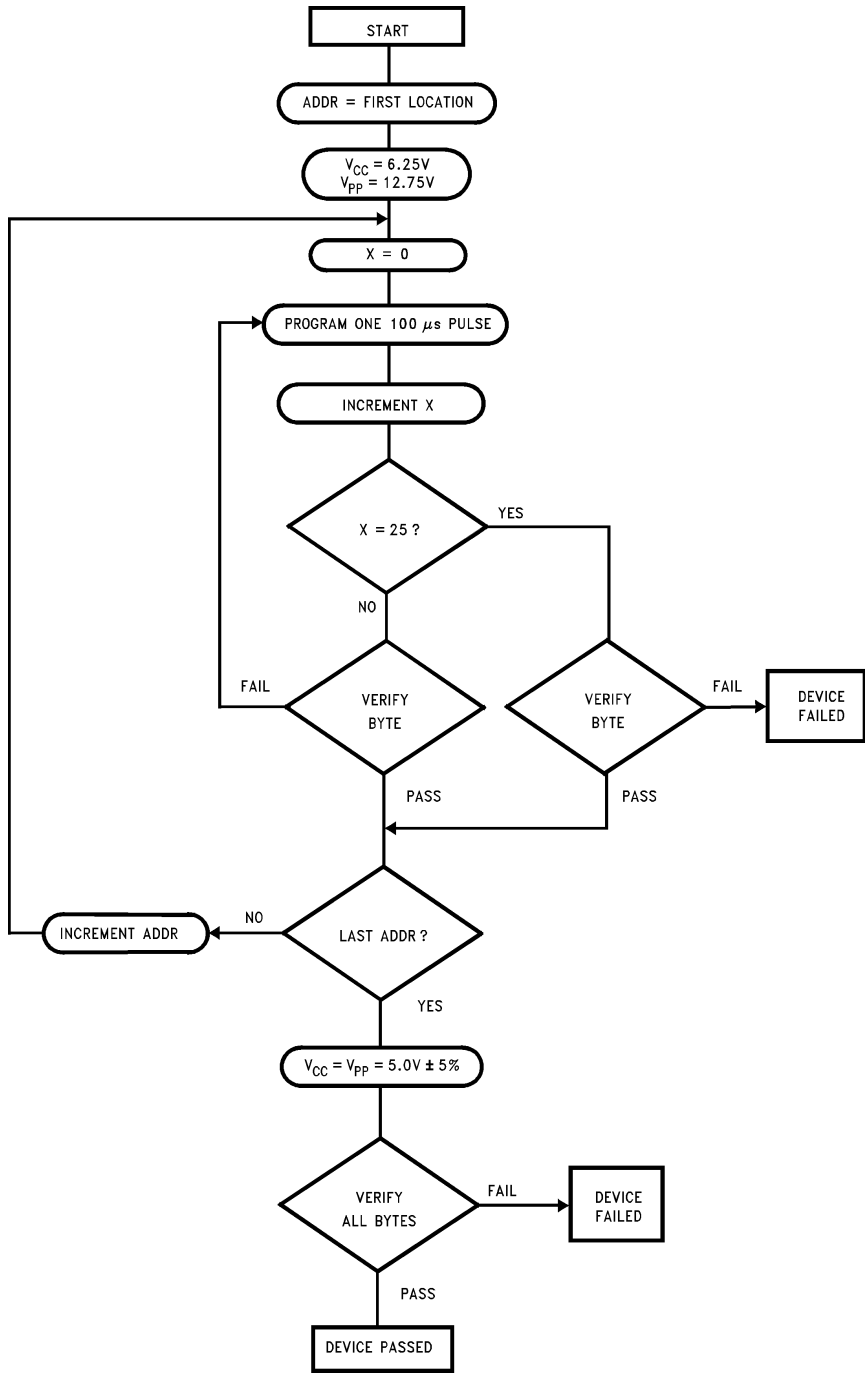 START
ADDR = FIRST LOCATION
VCC = 6.25V
VPP = 12.75V
X = 0
PROGRAM ONE 100 μs PULSE
INCREMENT X
X = 25 ?
YES
NO
VERIFY
BYTE
FAIL
PASS
VERIFY
BYTE
FAIL
PASS
DEVICE
FAILED
LAST ADDR ?
NO
INCREMENT ADDR
YES
VCC = VPP = 5.0V ± 5%
VERIFY
ALL BYTES
FAIL
DEVICE
FAILED
PASS
DEVICE PASSED